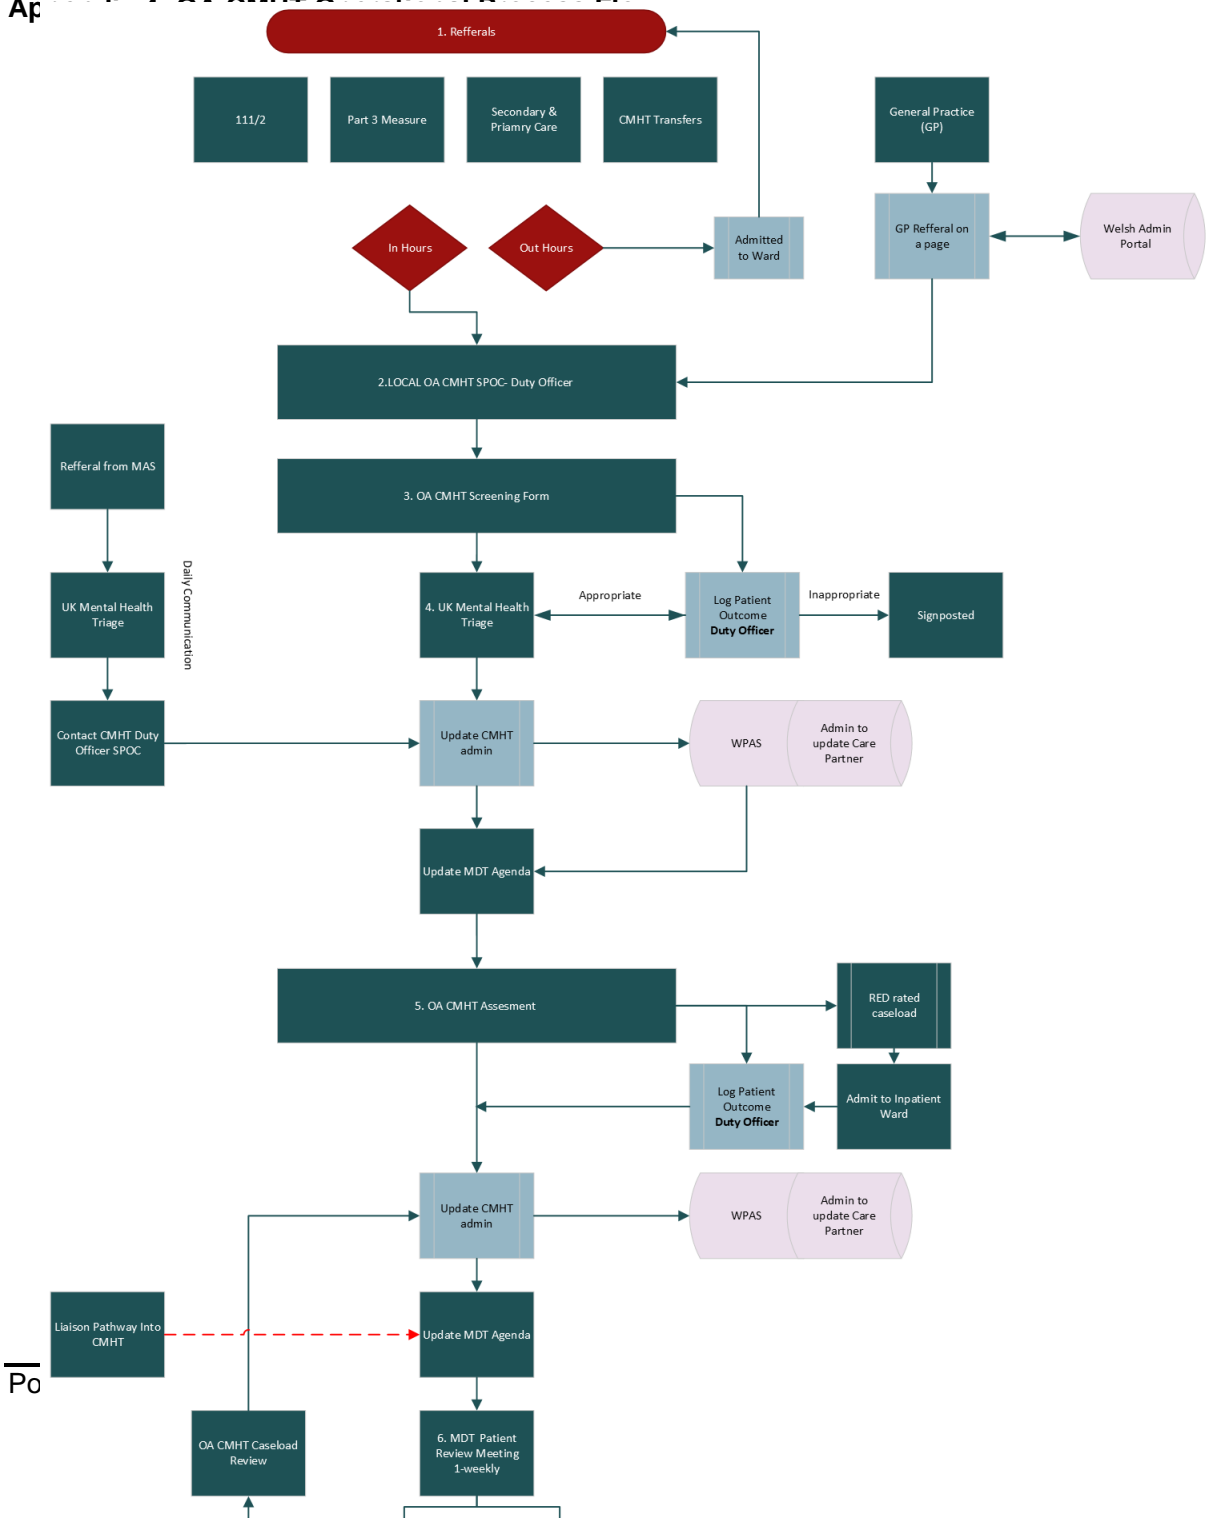 1. Refferals
111/2
Part 3 Measure
Secondary &
Priamry Care
CMHT Transfers
General Practice
(GP)
In Hours
Out Hours
Admitted
to Ward
GP Refferal on
a page
Welsh Admin
Portal
2.LOCAL OA CMHT SPOC- Duty Officer
Refferal from MAS
3. OA CMHT Screening Form
Daily Communication
UK Mental Health
Triage
4. UK Mental Health
Triage
Appropriate
Log Patient
Outcome
Duty Officer
Inappropriate
Signposted
Contact CMHT Duty
Officer SPOC
Update CMHT
admin
WPAS
Admin to
update Care
Partner
Update MDT Agenda
5. OA CMHT Assesment
RED rated
caseload
Log Patient
Outcome
Duty Officer
Admit to Inpatient
Ward
Update CMHT
admin
WPAS
Admin to
update Care
Partner
Liaison Pathway Into
CMHT
Update MDT Agenda
Po
OA CMHT Caseload
Review
6. MDT Patient
Review Meeting
1-weekly